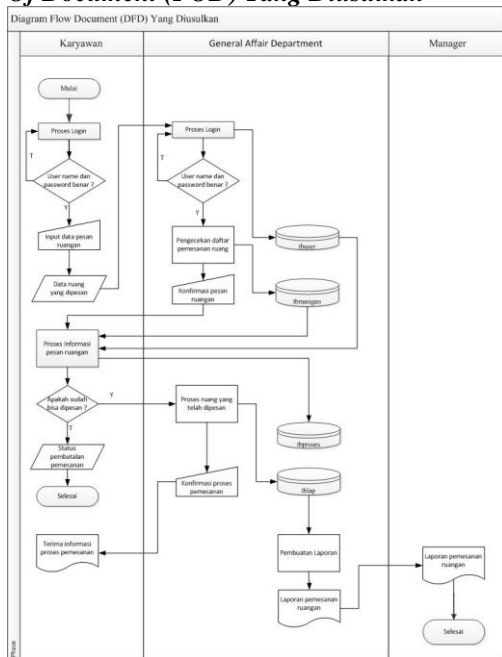 Of Document (FOD) Yang Diusulkan
Diagram Flow Document (DFD) Yang Diusulkan
Karyawan
General Affair Department
Manager
Mulai
Proses Login
T
User name dan
password benar ?
Y
Input data pesan
ruangan
Data ruang
yang dipesan
Proses Login
T
User name dan
password benar ?
Y
Pengecekan daftar
pemesanan ruang
Konfirmasi pesan
ruangan
tbuser
tbruangan
Proses Informasi
pesan ruangan
Apakah sudah
bisa dipesan ?
Y
T
Status
pembatalan
pemesanan
Selesai
Proses ruang yang
telah dipesan
Konfirmasi proses
pemesanan
Terima informasi
proses pemesanan
tbproses
tblap
Pembuatan Laporan
Laporan pemesanan
ruangan
Laporan pemesanan
ruangan
Selesai
Phase